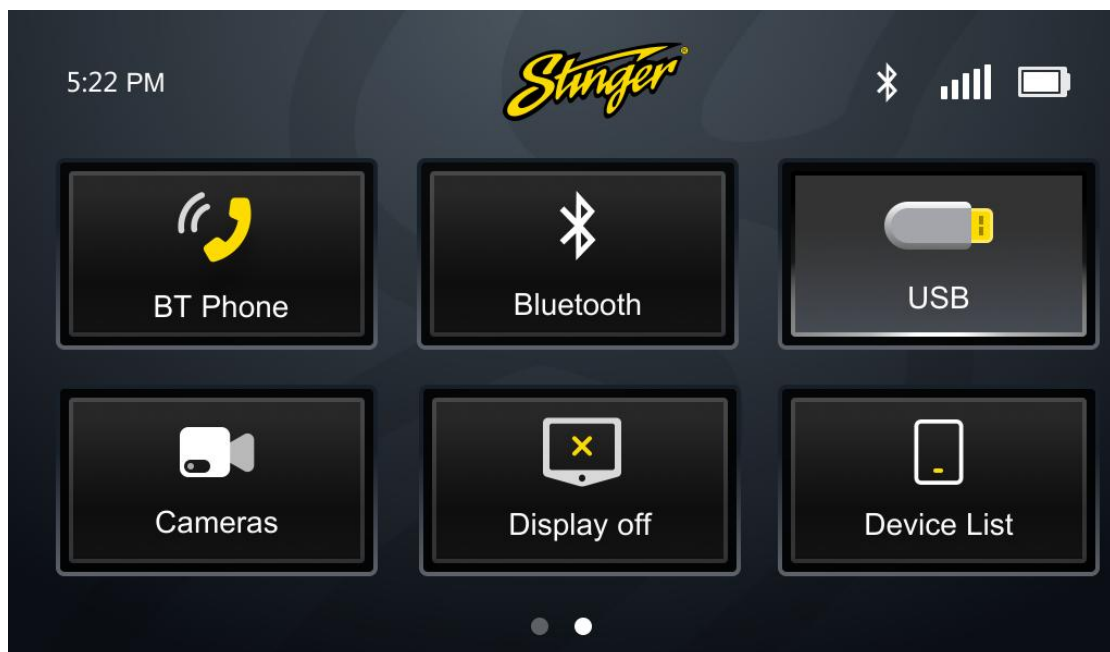 5:22 PM
Stinger®
BT Phone
Bluetooth
USB
Cameras
Display off
Device List